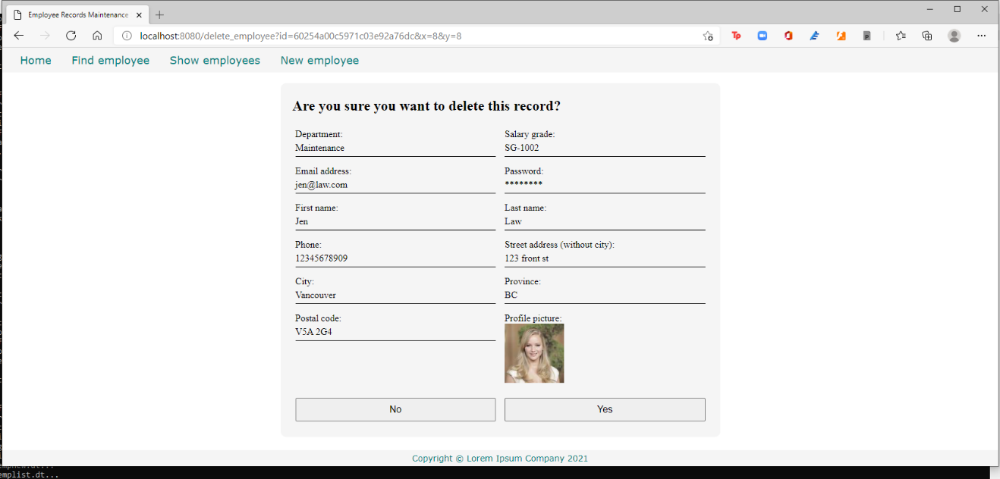 Employee Records Maintenance
localhost:8080/delete_employee?id=60254a00c5971c03e92a76dc&x=8&y=8
Home Find employee Show employees New employee
Are you sure you want to delete this record?
Department: Salary grade:
Maintenance SG-1002
Email address: Password:
jen@law.com ********
First name: Last name:
Jen Law
Phone: Street address (without city):
12345678909 123 front st
City: Province:
Vancouver BC
Postal code: Profile picture:
V5A 2G4
No Yes
Copyright © Lorem Ipsum Company 2021
emplist.dt...